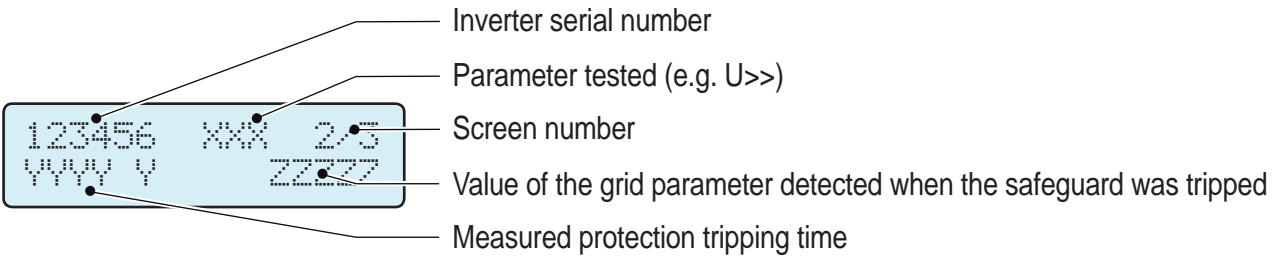 Inverter serial number
Parameter tested (e.g. U>>)
123456 XXX 2/5
Screen number
YYYY Y ZZZZZ
Value of the grid parameter detected when the safeguard was tripped
Measured protection tripping time